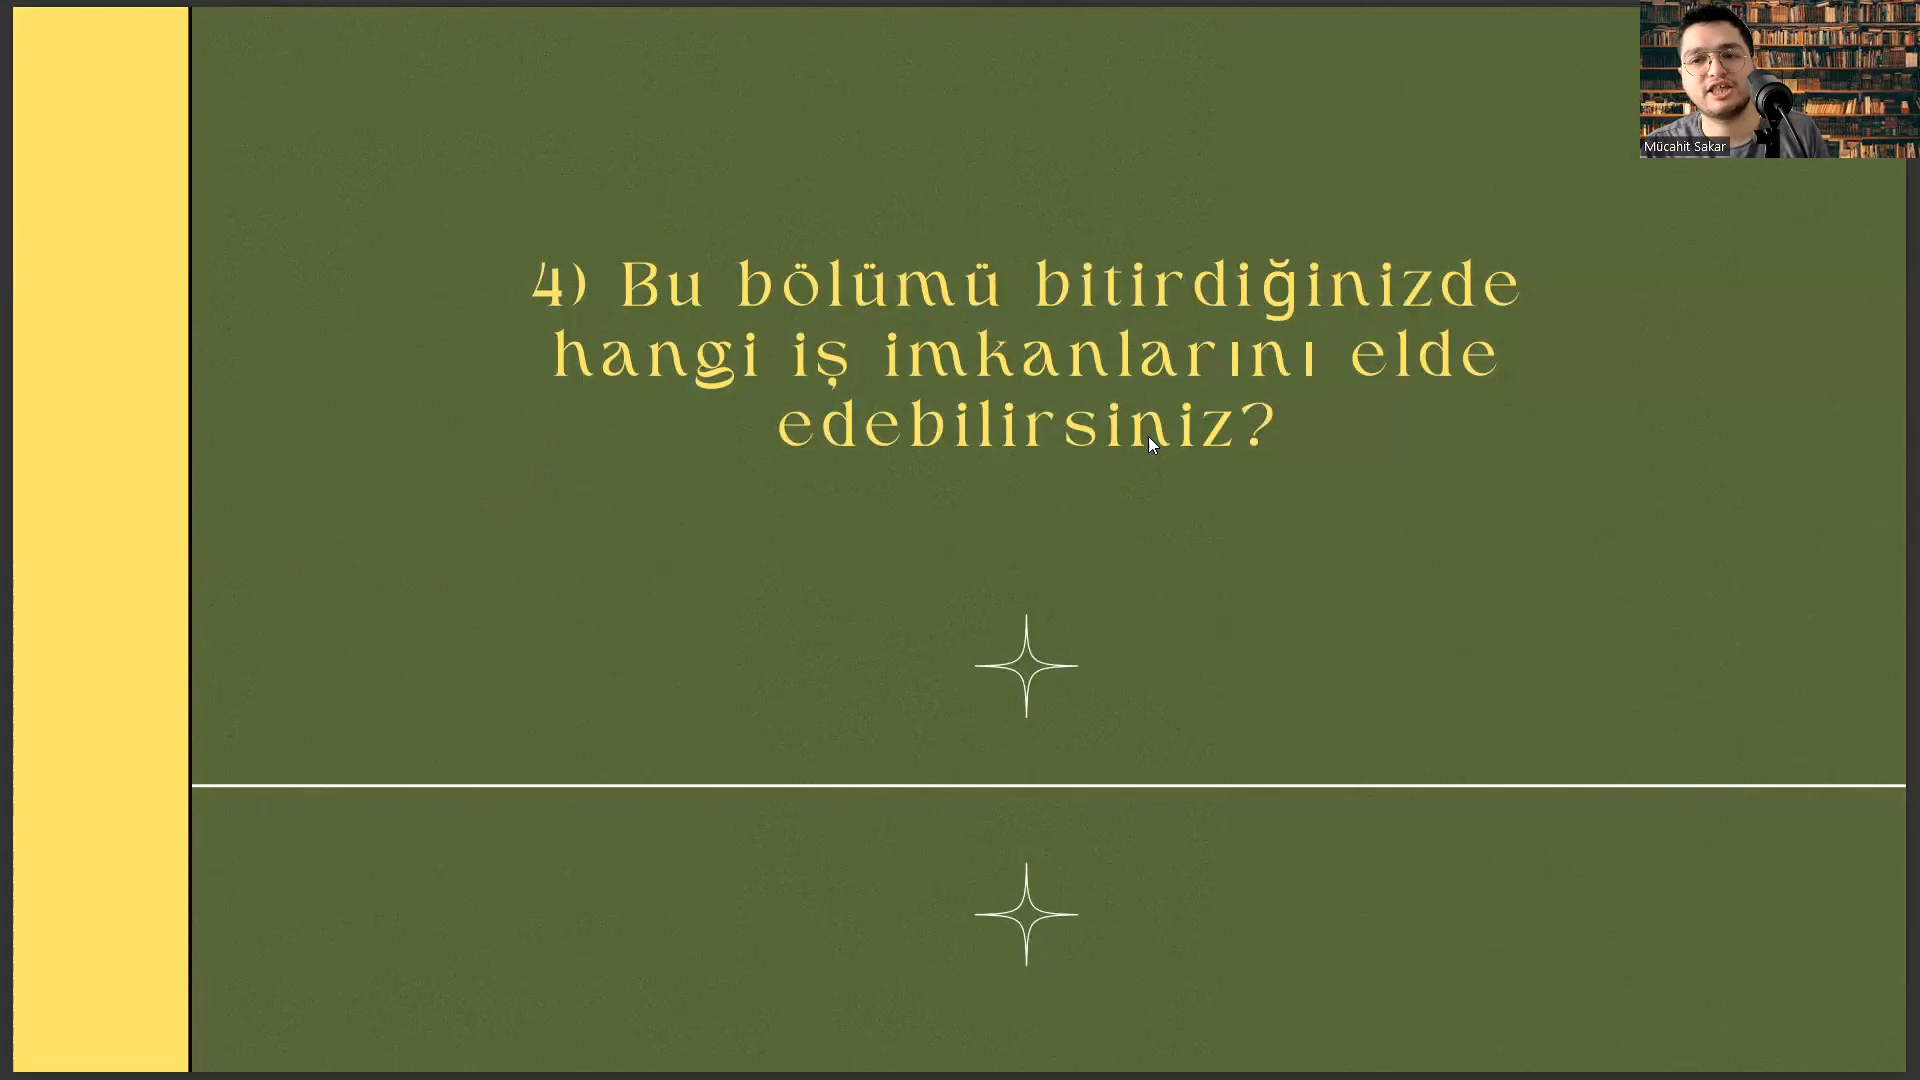 Mücahit Sakar
4) Bu bölümü bitirdiğinizde
hangi iş imkanlarını elde
edebilirsiniz?